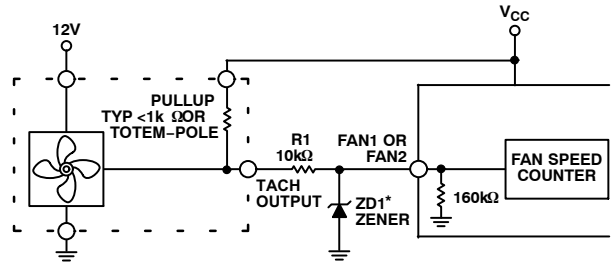 12V
VCC
PULLUP
TYP <1k ΩOR
TOTEM–POLE
R1
10kΩ
FAN1 OR
FAN2
FAN SPEED
COUNTER
TACH
OUTPUT
ZD1*
ZENER
160kΩ